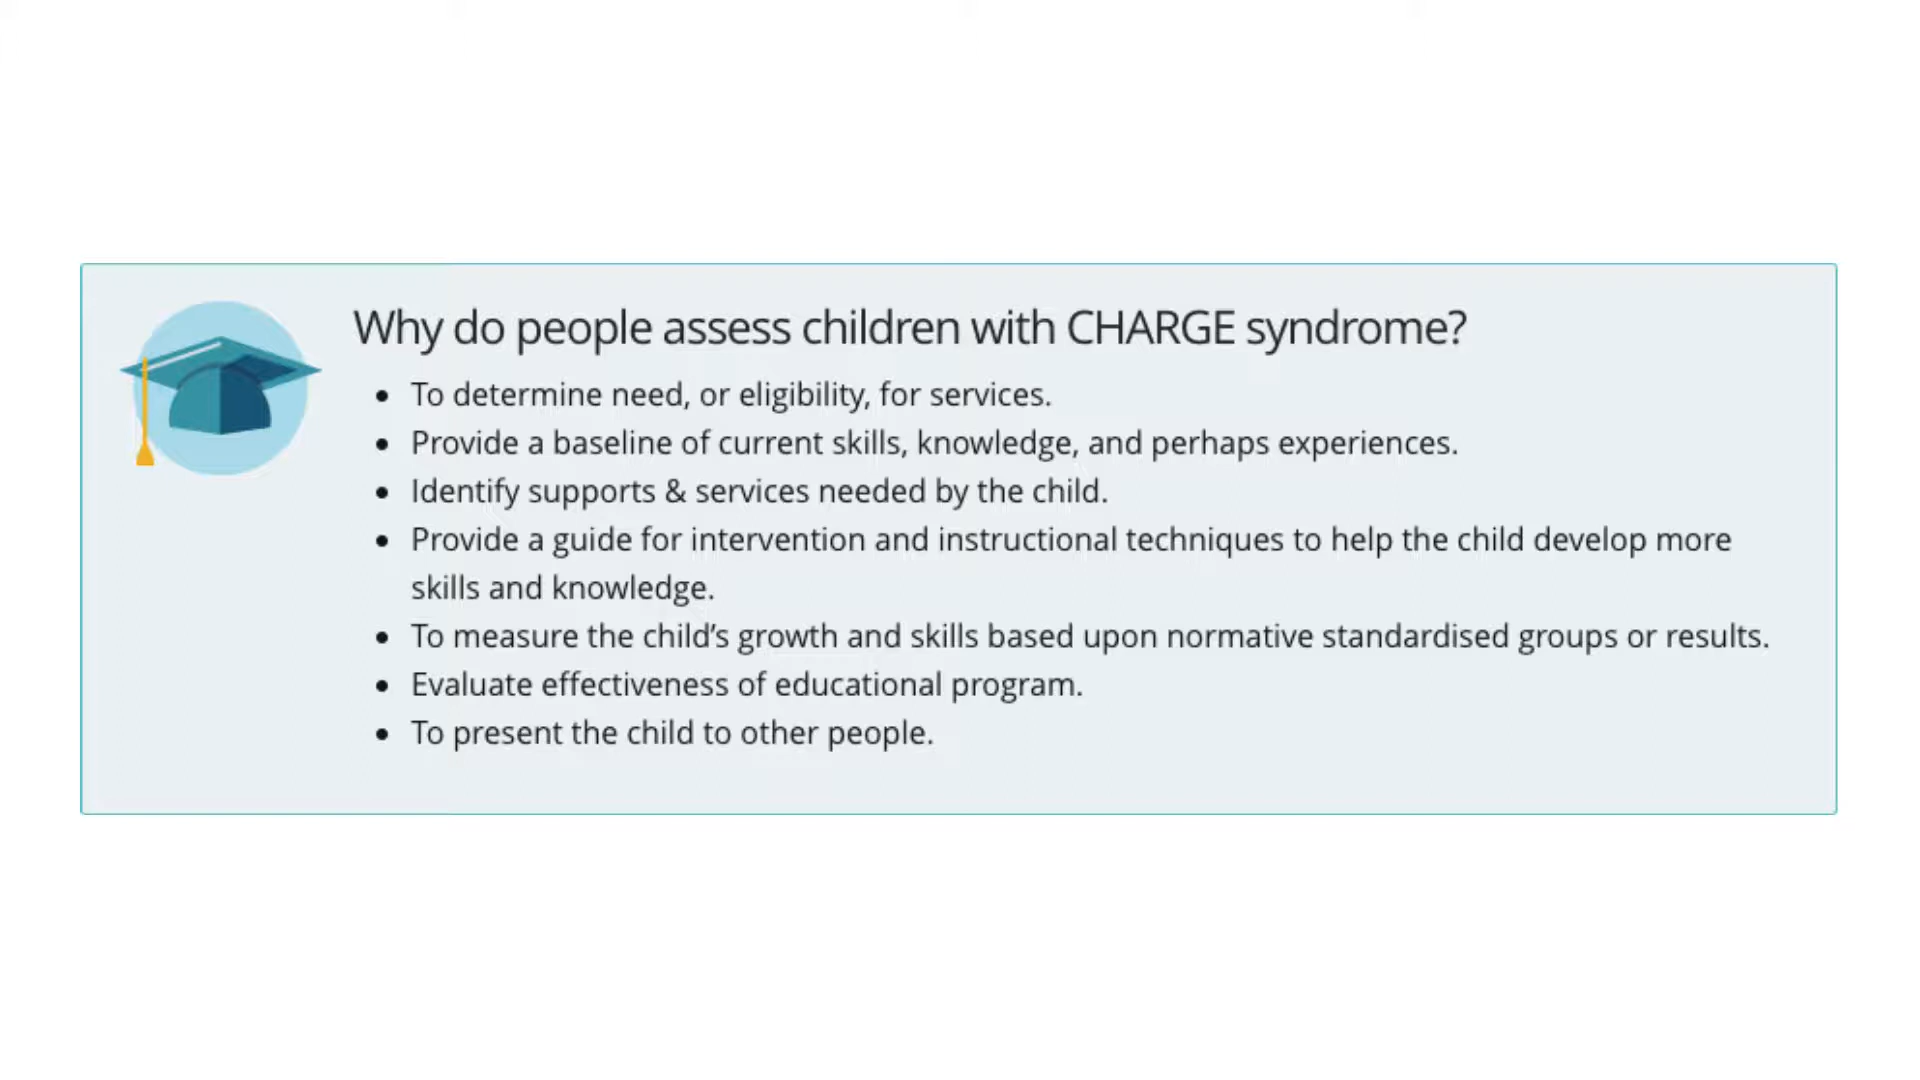 Why do people assess children with CHARGE syndrome?
• To determine need, or eligibility, for services.
• Provide a baseline of current skills, knowledge, and perhaps experiences.
• Identify supports & services needed by the child.
• Provide a guide for intervention and instructional techniques to help the child develop more
skills and knowledge.
• To measure the child’s growth and skills based upon normative standardised groups or results.
• Evaluate effectiveness of educational program.
• To present the child to other people.